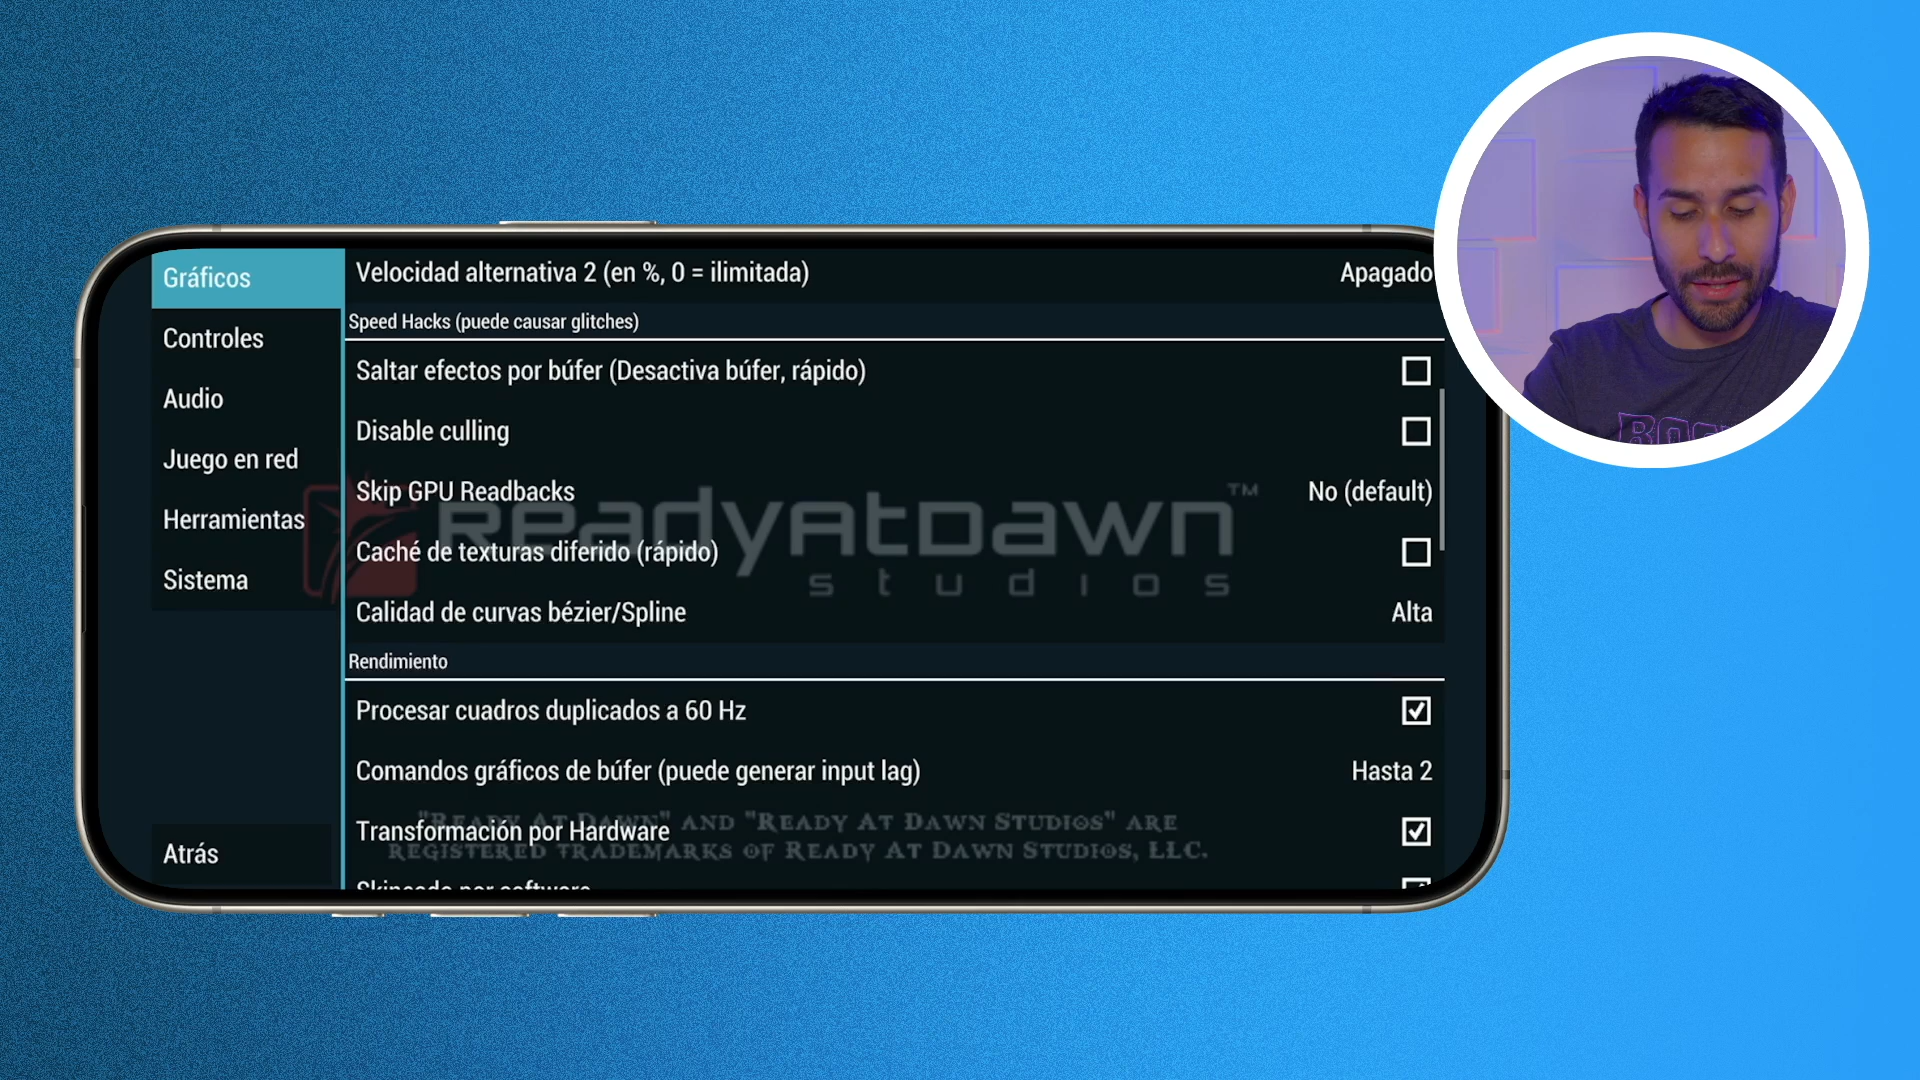 Gráficos
Controles
Audio
Juego en red
Herramientas
Sistema
Atrás
Velocidad alternativa 2 (en %, 0 = ilimitada) Apagado
Speed Hacks (puede causar glitches)
Saltar efectos por búfer (Desactiva búfer, rápido)
Disable culling
Skip GPU Readbacks No (default)
Caché de texturas diferido (rápido)
Calidad de curvas bézier/Spline Alta
Rendimiento
Procesar cuadros duplicados a 60 Hz
Comandos gráficos de búfer (puede generar input lag) Hasta 2
Transformación por Hardware
ReadyAtDawn™
studios
"Ready At Dawn" and "Ready At Dawn Studios" are
registered trademarks of Ready At Dawn Studios, LLC.